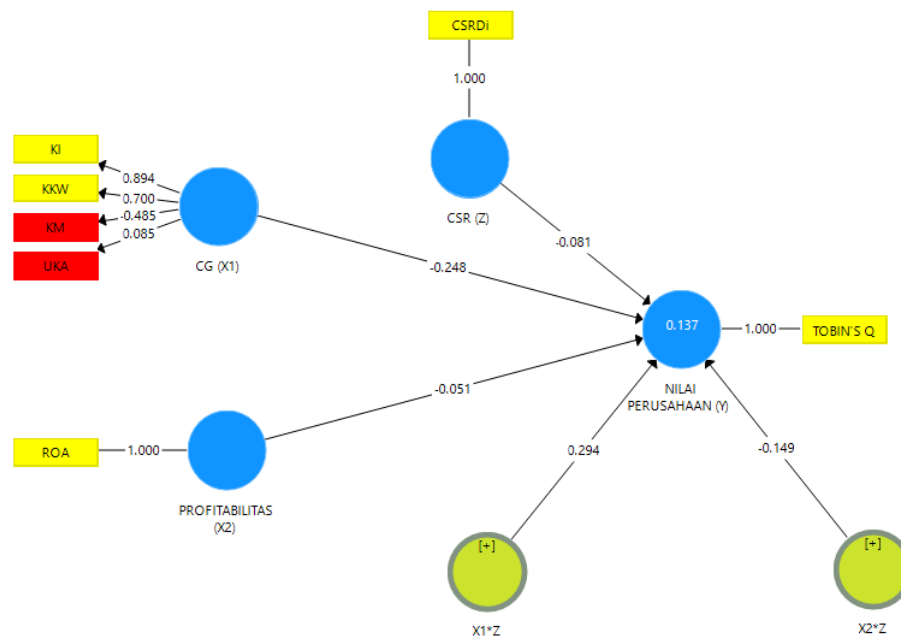 CSRDi
1.000
CSR (Z)
KI
KKW
KM
UKA
0.894
0.700
-0.485
0.085
CG (X1)
-0.081
-0.248
0.137
1.000
TOBIN'S Q
NILAI
PERUSAHAAN (Y)
-0.051
ROA
1.000
PROFITABILITAS
(X2)
0.294
-0.149
[+]
X1*Z
[+]
X2*Z